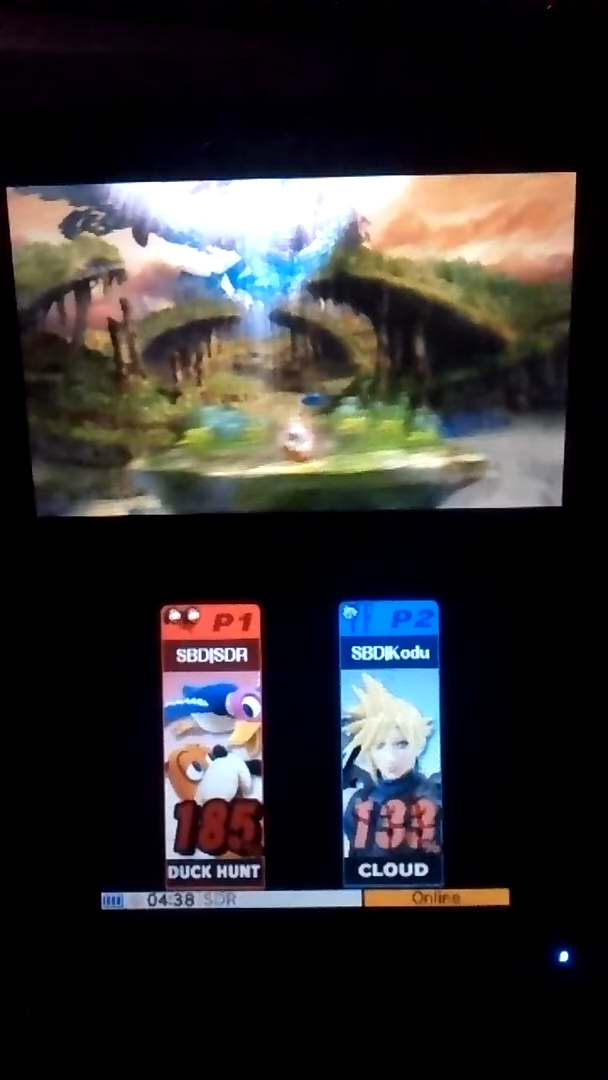 P1
P2
SBD|SDR
SBD|Kodu
185
133
DUCK HUNT
CLOUD
04:38 SDR
Online